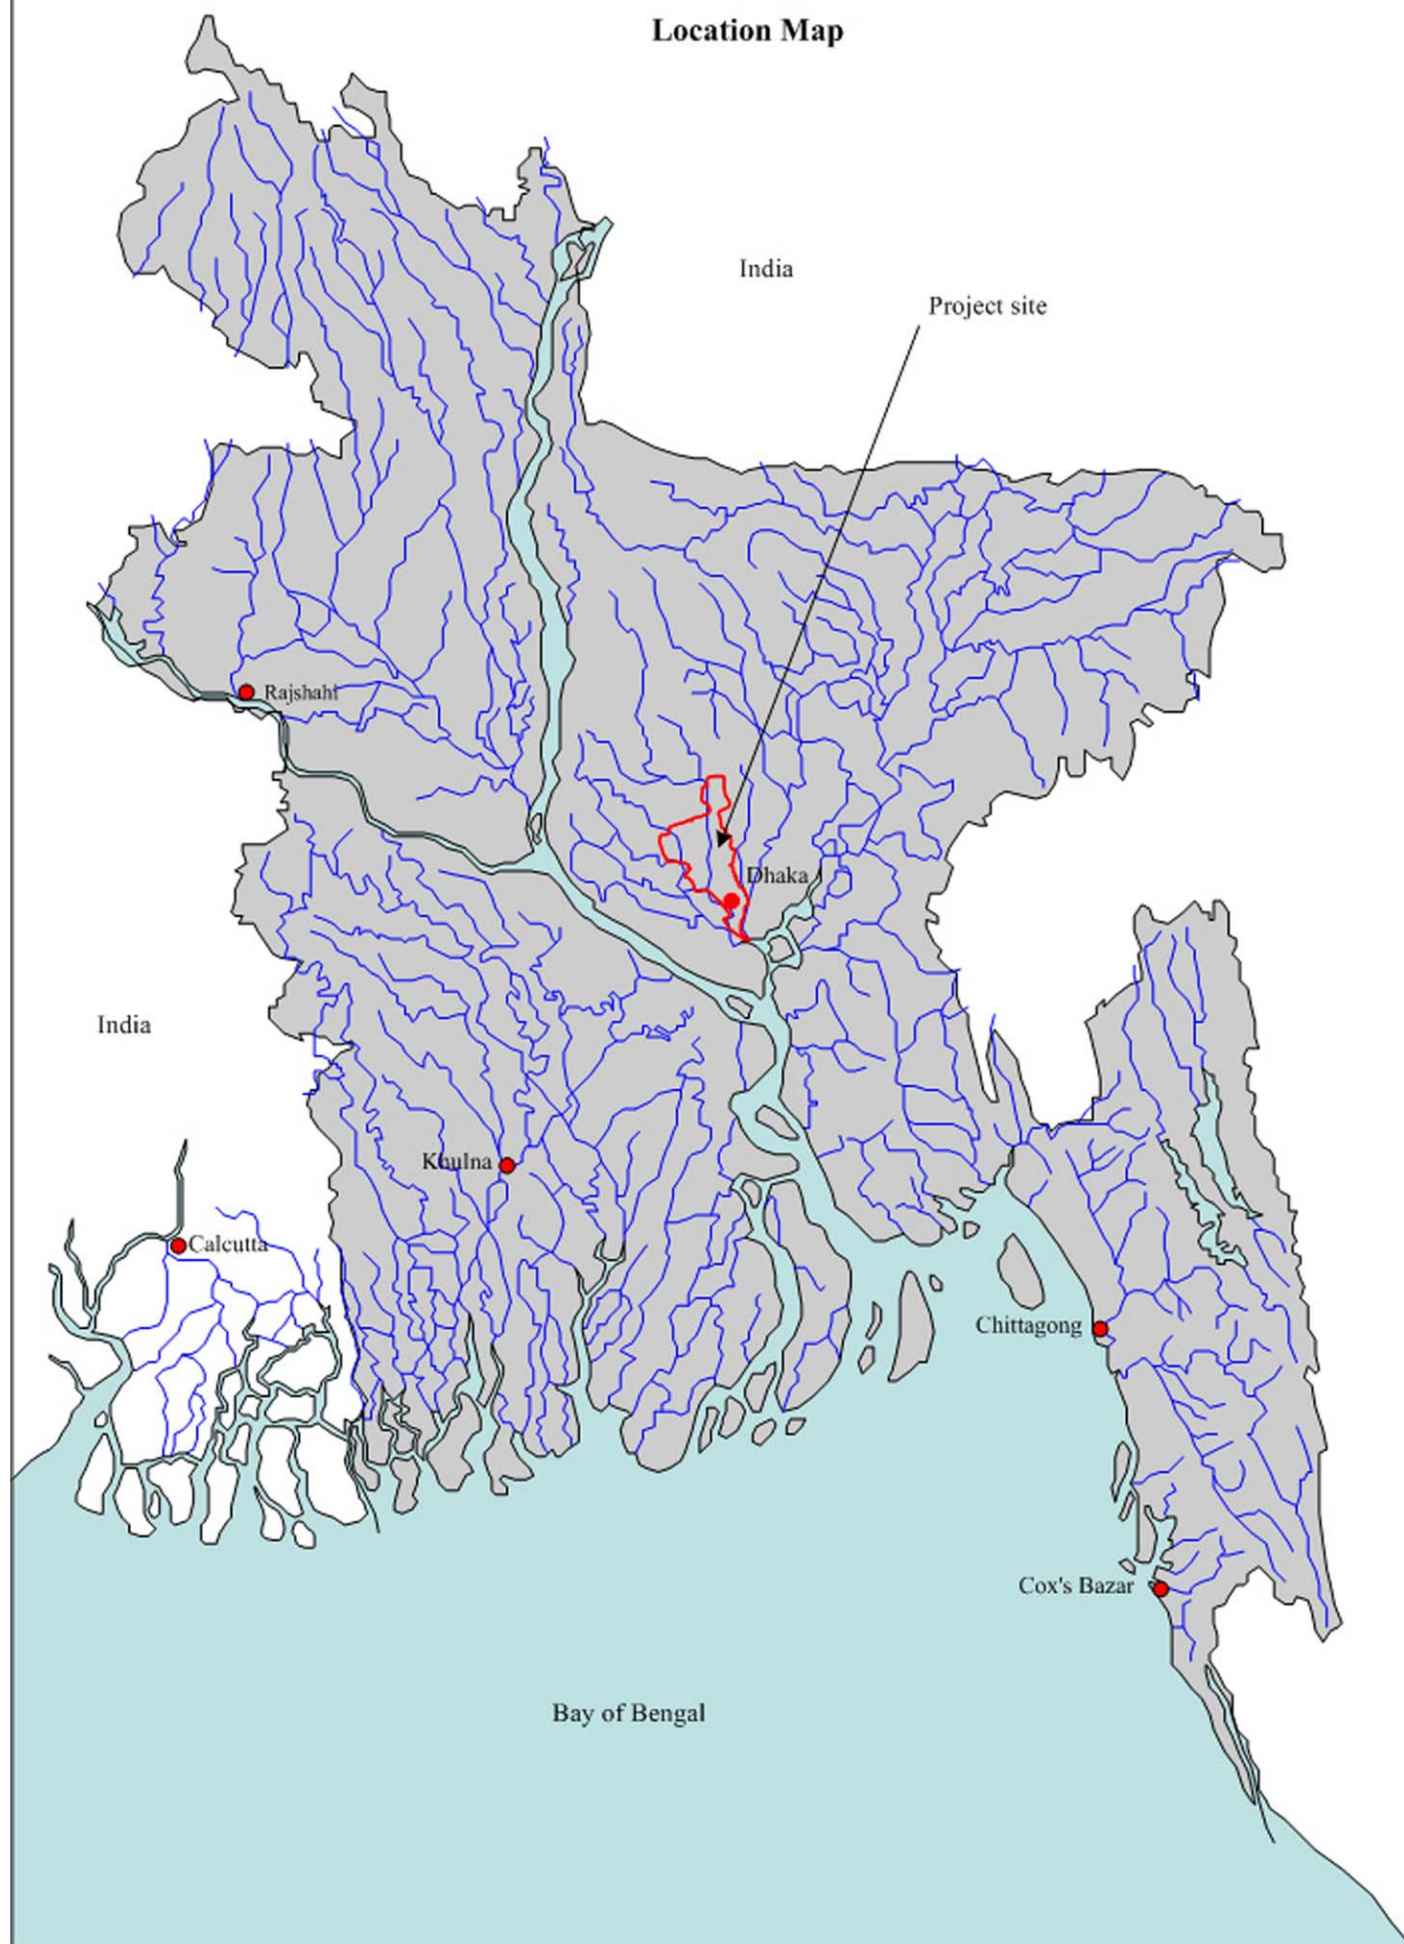 Location Map
India
Project site
Rajshahi
Dhaka
India
Khulna
Calcutta
Chittagong
Cox's Bazar
Bay of Bengal